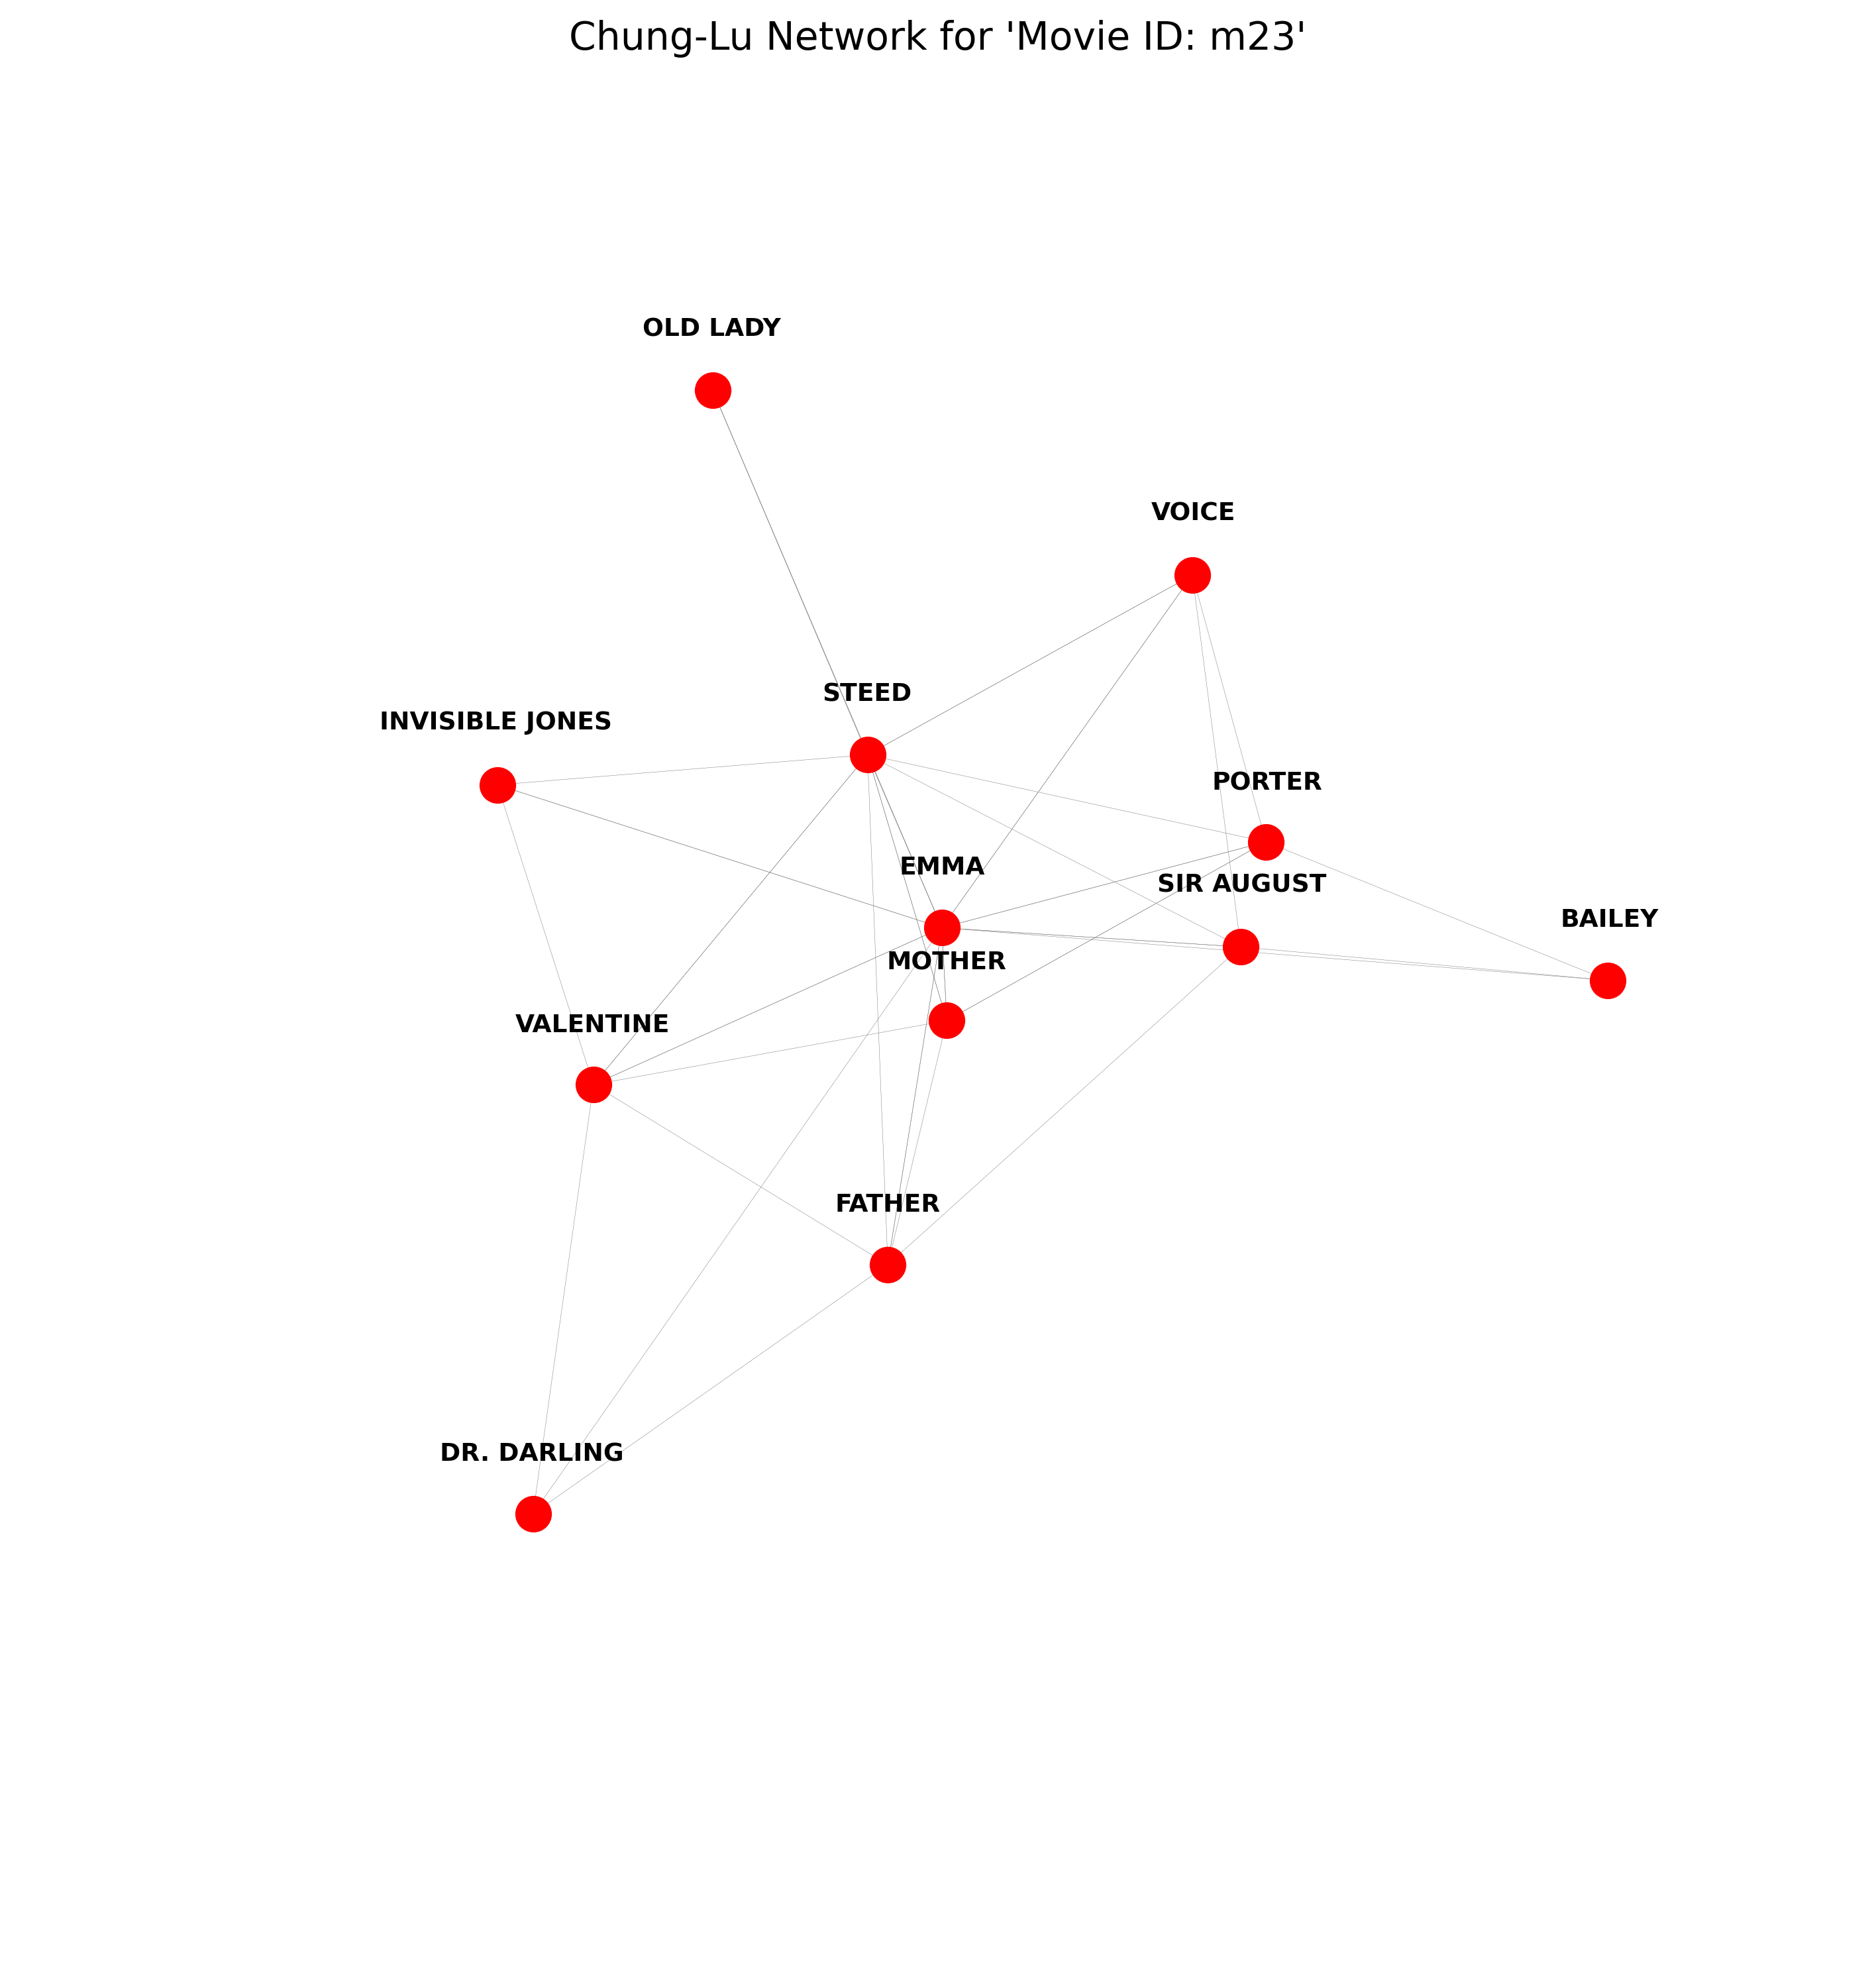 Chung-Lu Network for 'Movie ID: m23'
OLD LADY
VOICE
STEED
INVISIBLE JONES
PORTER
EMMA
SIR AUGUST
BAILEY
MOTHER
VALENTINE
FATHER
DR. DARLING